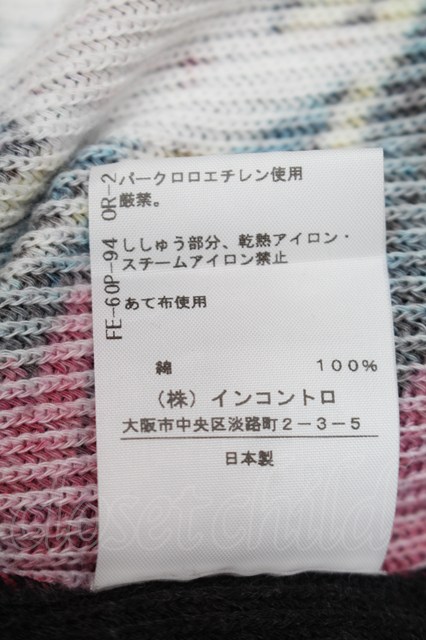 OR-2
FE-60P-94
パークロロエチレン使用
厳禁。
ししゅう部分、乾熱アイロン・
スチームアイロン禁止
あて布使用
綿 100%
（株）インコントロ
大阪市中央区淡路町2-3-5
日本製
closet child